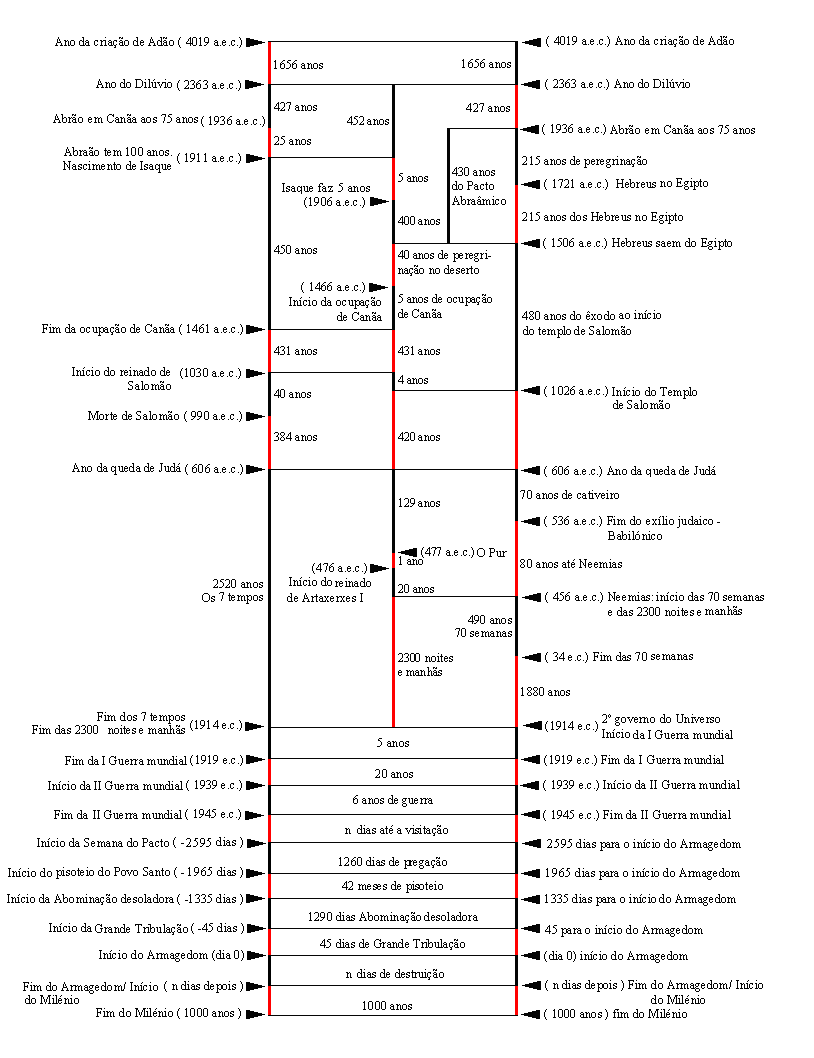 Ano da criação de Adão ( 4019 a.e.c.)
( 4019 a.e.c.) Ano da criação de Adão
1656 anos
1656 anos
Ano do Dilúvio ( 2363 a.e.c.)
( 2363 a.e.c.) Ano do Dilúvio
427 anos
427 anos
452 anos
Abrão em Canãa aos 75 anos ( 1936 a.e.c.)
( 1936 a.e.c.) Abrão em Canãa aos 75 anos
25 anos
Abraão tem 100 anos.
Nascimento de Isaque
( 1911 a.e.c.)
215 anos de peregrinação
430 anos
do Pacto
Abraâmico
5 anos
Isaque faz 5 anos
(1906 a.e.c.)
( 1721 a.e.c.) Hebreus no Egipto
400 anos
215 anos dos Hebreus no Egipto
( 1506 a.e.c.) Hebreus saem do Egipto
450 anos
40 anos de peregri-
nação no deserto
( 1466 a.e.c.)
Início da ocupação
de Canãa
5 anos de ocupação
de Canãa
480 anos do êxodo ao início
do templo de Salomão
Fim da ocupação de Canãa ( 1461 a.e.c.)
431 anos
431 anos
Início do reinado de
Salomão
(1030 a.e.c.)
4 anos
40 anos
( 1026 a.e.c.) Início do Templo
de Salomão
Morte de Salomão ( 990 a.e.c.)
384 anos
420 anos
Ano da queda de Judá ( 606 a.e.c.)
( 606 a.e.c.) Ano da queda de Judá
129 anos
70 anos de cativeiro
( 536 a.e.c.) Fim do exílio judaico -
Babilónico
(477 a.e.c.) O Pur
1 ano
80 anos até Neemias
(476 a.e.c.)
Início do reinado
de Artaxerxes I
2520 anos
Os 7 tempos
20 anos
( 456 a.e.c.) Neemias: início das 70 semanas
e das 2300 noites e manhãs
490 anos
70 semanas
2300 noites
e manhãs
( 34 e.c.) Fim das 70 semanas
1880 anos
Fim dos 7 tempos
Fim das 2300 noites e manhãs
(1914 e.c.)
(1914 e.c.)
2º governo do Universo
Início da I Guerra mundial
5 anos
Fim da I Guerra mundial (1919 e.c.)
(1919 e.c.) Fim da I Guerra mundial
20 anos
Início da II Guerra mundial ( 1939 e.c.)
( 1939 e.c.) Início da II Guerra mundial
6 anos de guerra
Fim da II Guerra mundial ( 1945 e.c.)
( 1945 e.c.) Fim da II Guerra mundial
n dias até a visitação
Início da Semana do Pacto ( -2595 dias )
2595 dias para o início do Armagedom
1260 dias de pregação
Início do pisoteio do Povo Santo ( - 1965 dias )
1965 dias para o início do Armagedom
42 meses de pisoteio
Início da Abominação desoladora ( -1335 dias )
1335 dias para o início do Armagedom
1290 dias Abominação desoladora
Início da Grande Tribulação ( -45 dias )
45 para o início do Armagedom
45 dias de Grande Tribulação
Início do Armagedom (dia 0)
(dia 0) início do Armagedom
n dias de destruição
Fim do Armagedom/ Início ( n dias depois )
do Milénio
( n dias depois ) Fim do Armagedom/ Início
do Milénio
1000 anos
Fim do Milénio ( 1000 anos )
( 1000 anos ) fim do Milénio